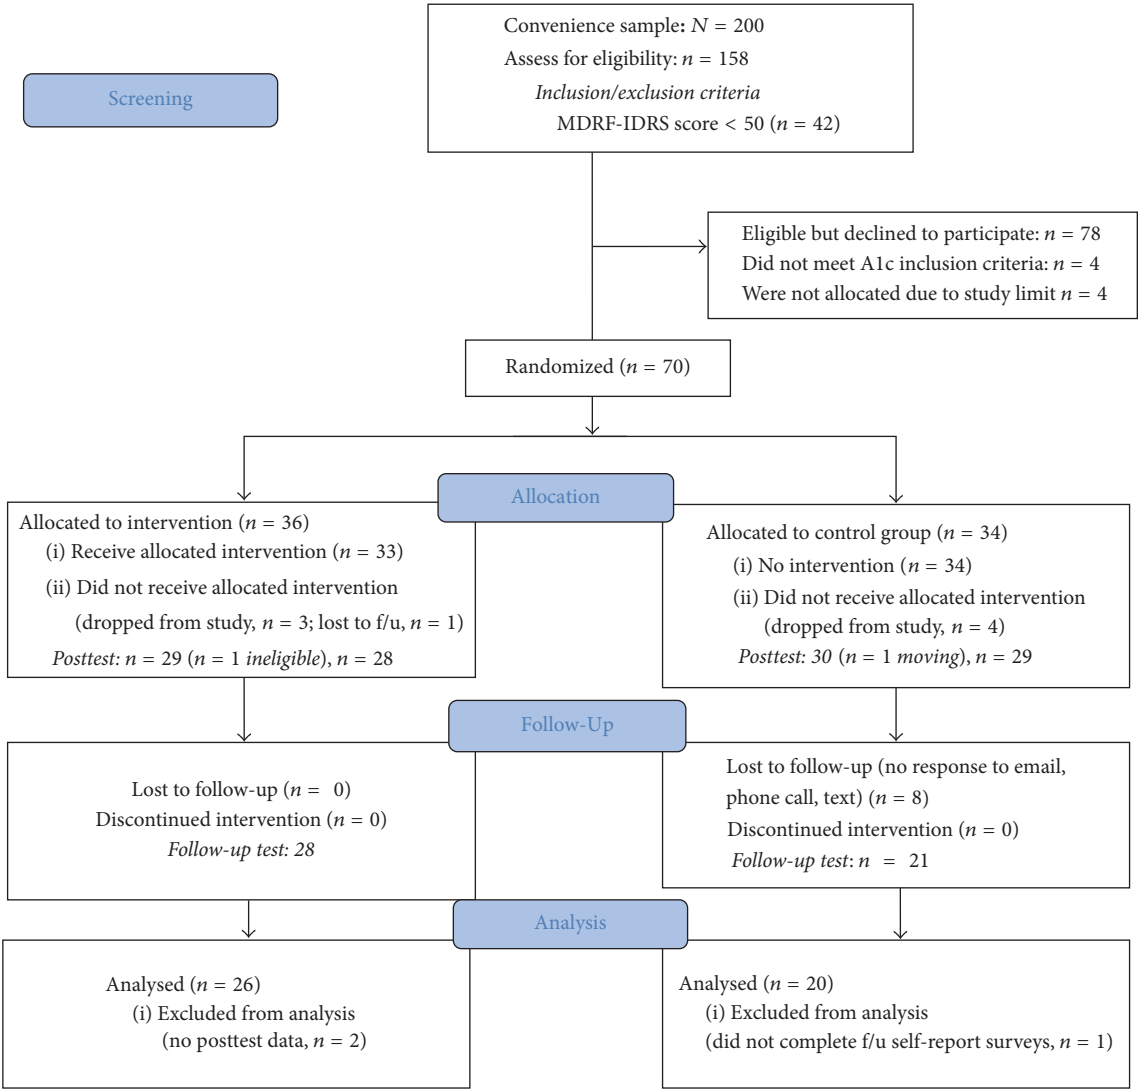 Convenience sample: N = 200
Assess for eligibility: n = 158
Inclusion/exclusion criteria
MDRF-IDRS score < 50 (n = 42)
Screening
Eligible but declined to participate: n = 78
Did not meet A1c inclusion criteria: n = 4
Were not allocated due to study limit n = 4
Randomized (n = 70)
Allocation
Allocated to intervention (n = 36)
(i) Receive allocated intervention (n = 33)
(ii) Did not receive allocated intervention
(dropped from study, n = 3; lost to f/u, n = 1)
Posttest: n = 29 (n = 1 ineligible), n = 28
Allocated to control group (n = 34)
(i) No intervention (n = 34)
(ii) Did not receive allocated intervention
(dropped from study, n = 4)
Posttest: 30 (n = 1 moving), n = 29
Follow-Up
Lost to follow-up (n = 0)
Discontinued intervention (n = 0)
Follow-up test: 28
Lost to follow-up (no response to email,
phone call, text) (n = 8)
Discontinued intervention (n = 0)
Follow-up test: n = 21
Analysis
Analysed (n = 26)
(i) Excluded from analysis
(no posttest data, n = 2)
Analysed (n = 20)
(i) Excluded from analysis
(did not complete f/u self-report surveys, n = 1)